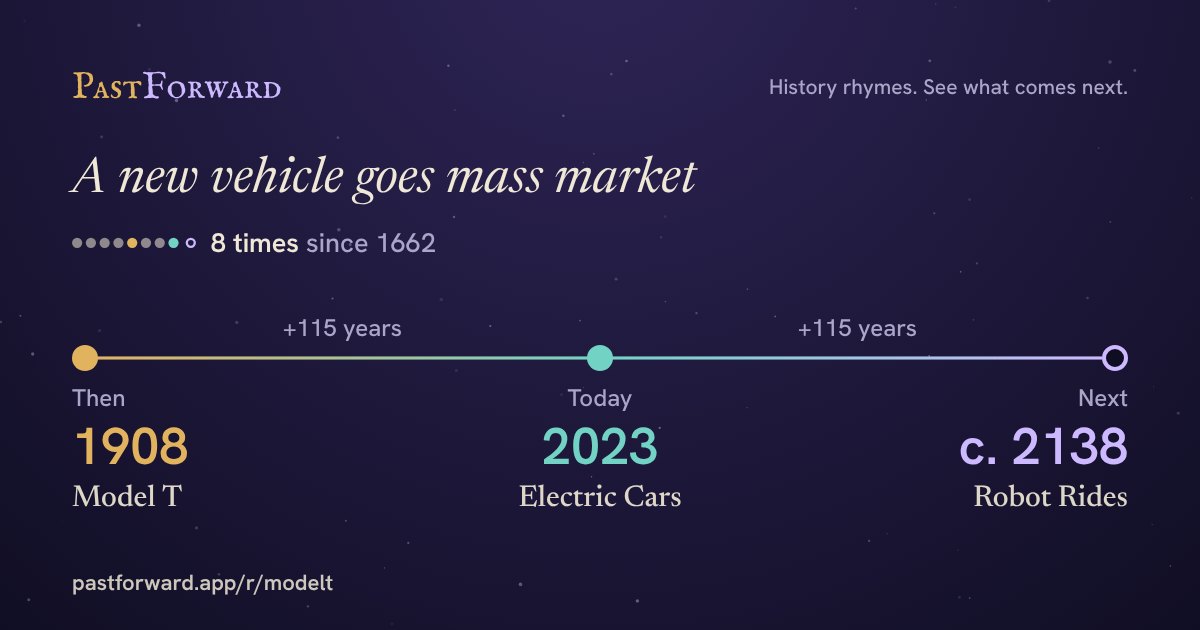 PastForward
History rhymes. See what comes next.
A new vehicle goes mass market
8 times since 1662
+115 years
+115 years
Then
Today
Next
1908
2023
c. 2138
Model T
Electric Cars
Robot Rides
pastforward.app/r/modelt